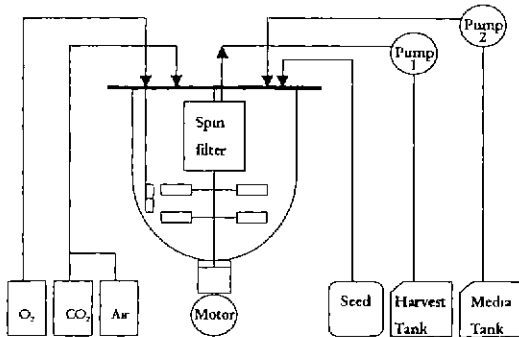 Pump
2
Pump
1
Spin
filter
O₂
CO₂
Air
Motor
Seed
Harvest
Tank
Media
Tank